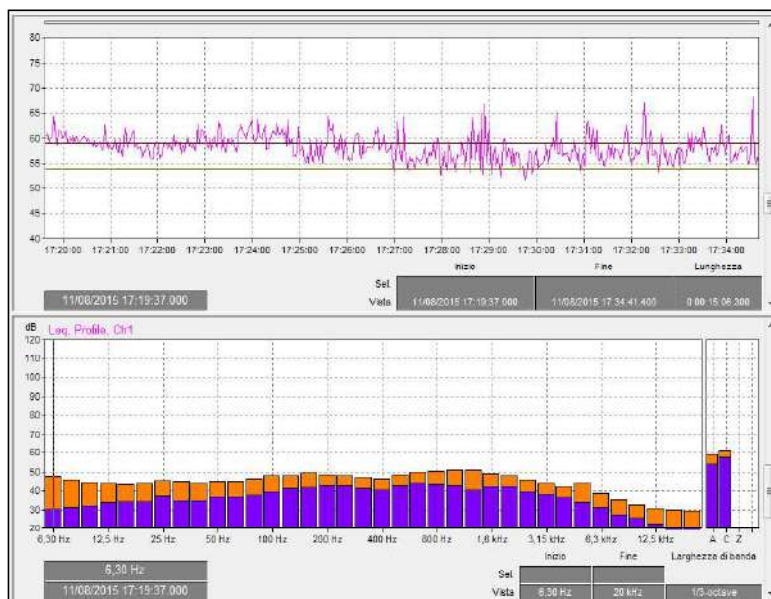 80
75
70
65
60
55
50
45
40
17:20:00 17:21:00 17:22:00 17:23:00 17:24:00 17:25:00 17:26:00 17:27:00 17:28:00 17:29:00 17:30:00 17:31:00 17:32:00 17:33:00 17:34:00
Inizio Fine Lunghezza
Sel.
11/08/2015 17:19:37.000 Vista 11/08/2015 17:19:37.000 11/08/2015 17:34:41.400
dB Leq, Profile, Ch1
120
110
100
90
80
70
60
50
40
30
20
6,30 Hz 12,5 Hz 25 Hz 50 Hz 100 Hz 200 Hz 400 Hz 800 Hz 1,6 kHz 3,15 kHz 6,3 kHz 12,5 kHz A C Z
Inizio Fine Larghezza di banda
6,30 Hz Sel.
11/08/2015 17:19:37.000 Vista 6,30 Hz 20 kHz 1/3-octave